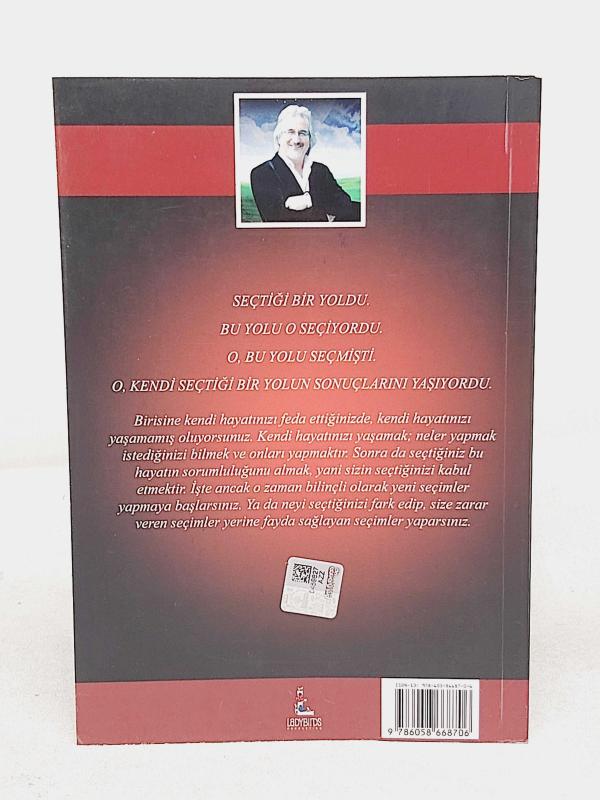 SEÇTİĞİ BİR YOLDU.
BU YOLU O SEÇİYORDU.
O, BU YOLU SEÇMİŞTİ.
O, KENDİ SEÇTİĞİ BİR YOLUN SONUÇLARINI YAŞIYORDU.
Birisine kendi hayatınızı feda ettiğinizde, kendi hayatınızı
yaşamamış oluyorsunuz. Kendi hayatınızı yaşamak; neler yapmak
istediğinizi bilmek ve onları yapmaktır. Sonra da seçtiğiniz bu
hayatın sorumluluğunu almak, yani sizin seçtiğinizi kabul
etmektir. İşte ancak o zaman bilinçli olarak yeni seçimler
yapmaya başlarsınız. Ya da neyi seçtiğinizi fark edip, size zarar
veren seçimler yerine fayda sağlayan seçimler yaparsınız.
AZZ
LADYBIRDS
9 786058 668706